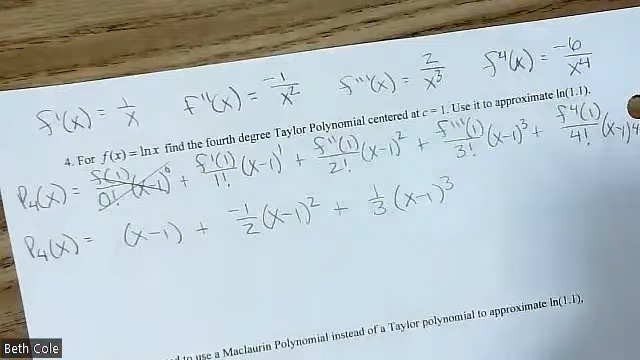 f'(x) = 1/x   f''(x) = -1/x²   f'''(x) = 2/x³   f⁴(x) = -6/x⁴
4. For f(x) = ln x find the fourth degree Taylor Polynomial centered at c = 1. Use it to approximate ln(1.1).
P₄(x) = f(1)/0! (x-1)⁰ + f'(1)/1! (x-1)¹ + f''(1)/2! (x-1)² + f'''(1)/3! (x-1)³ + f⁴(1)/4! (x-1)⁴
P₄(x) = (x-1) + -1/2 (x-1)² + 1/3 (x-1)³
to use a Maclaurin Polynomial instead of a Taylor polynomial to approximate ln(1.1),
Beth Cole